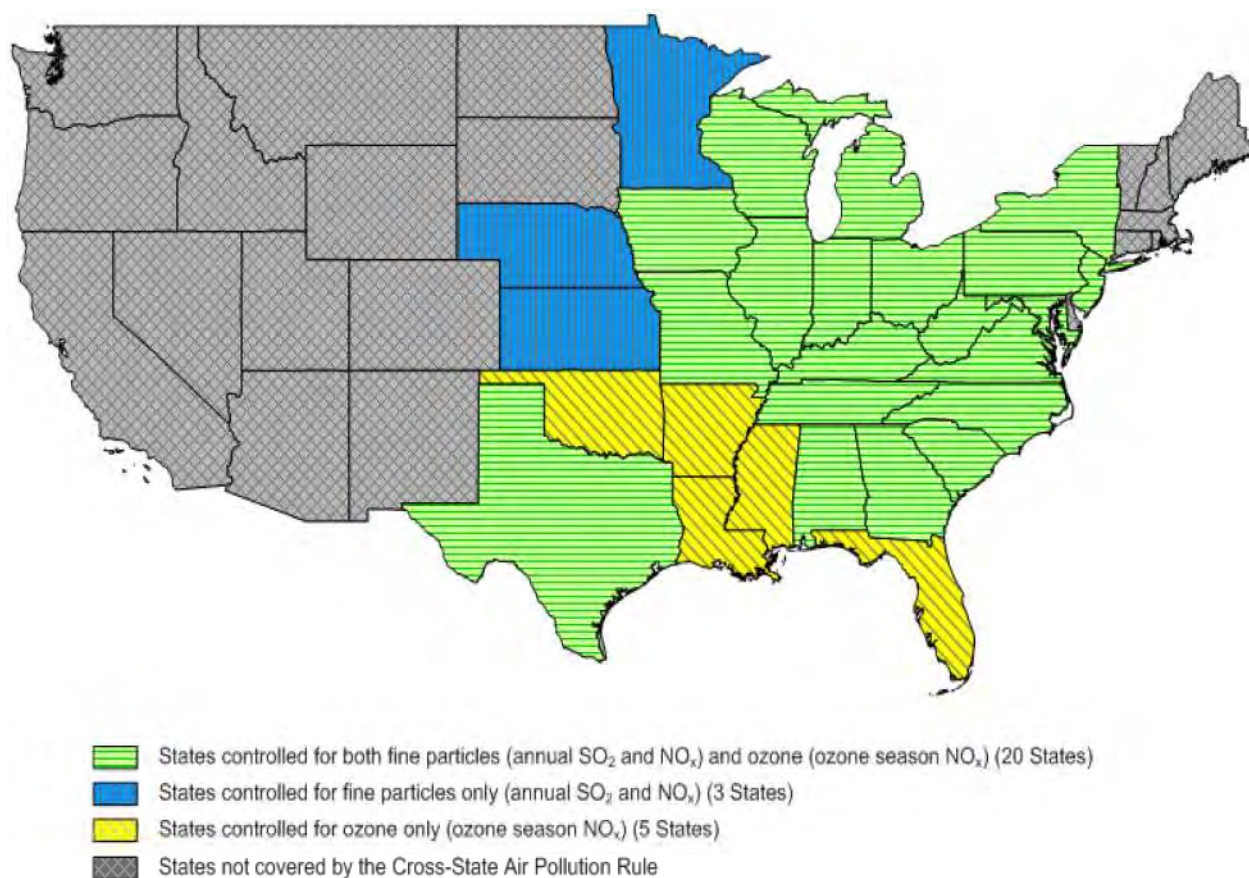 States controlled for both fine particles (annual SO₂ and NOₓ) and ozone (ozone season NOₓ) (20 States)
States controlled for fine particles only (annual SO₂ and NOₓ) (3 States)
States controlled for ozone only (ozone season NOₓ) (5 States)
States not covered by the Cross-State Air Pollution Rule